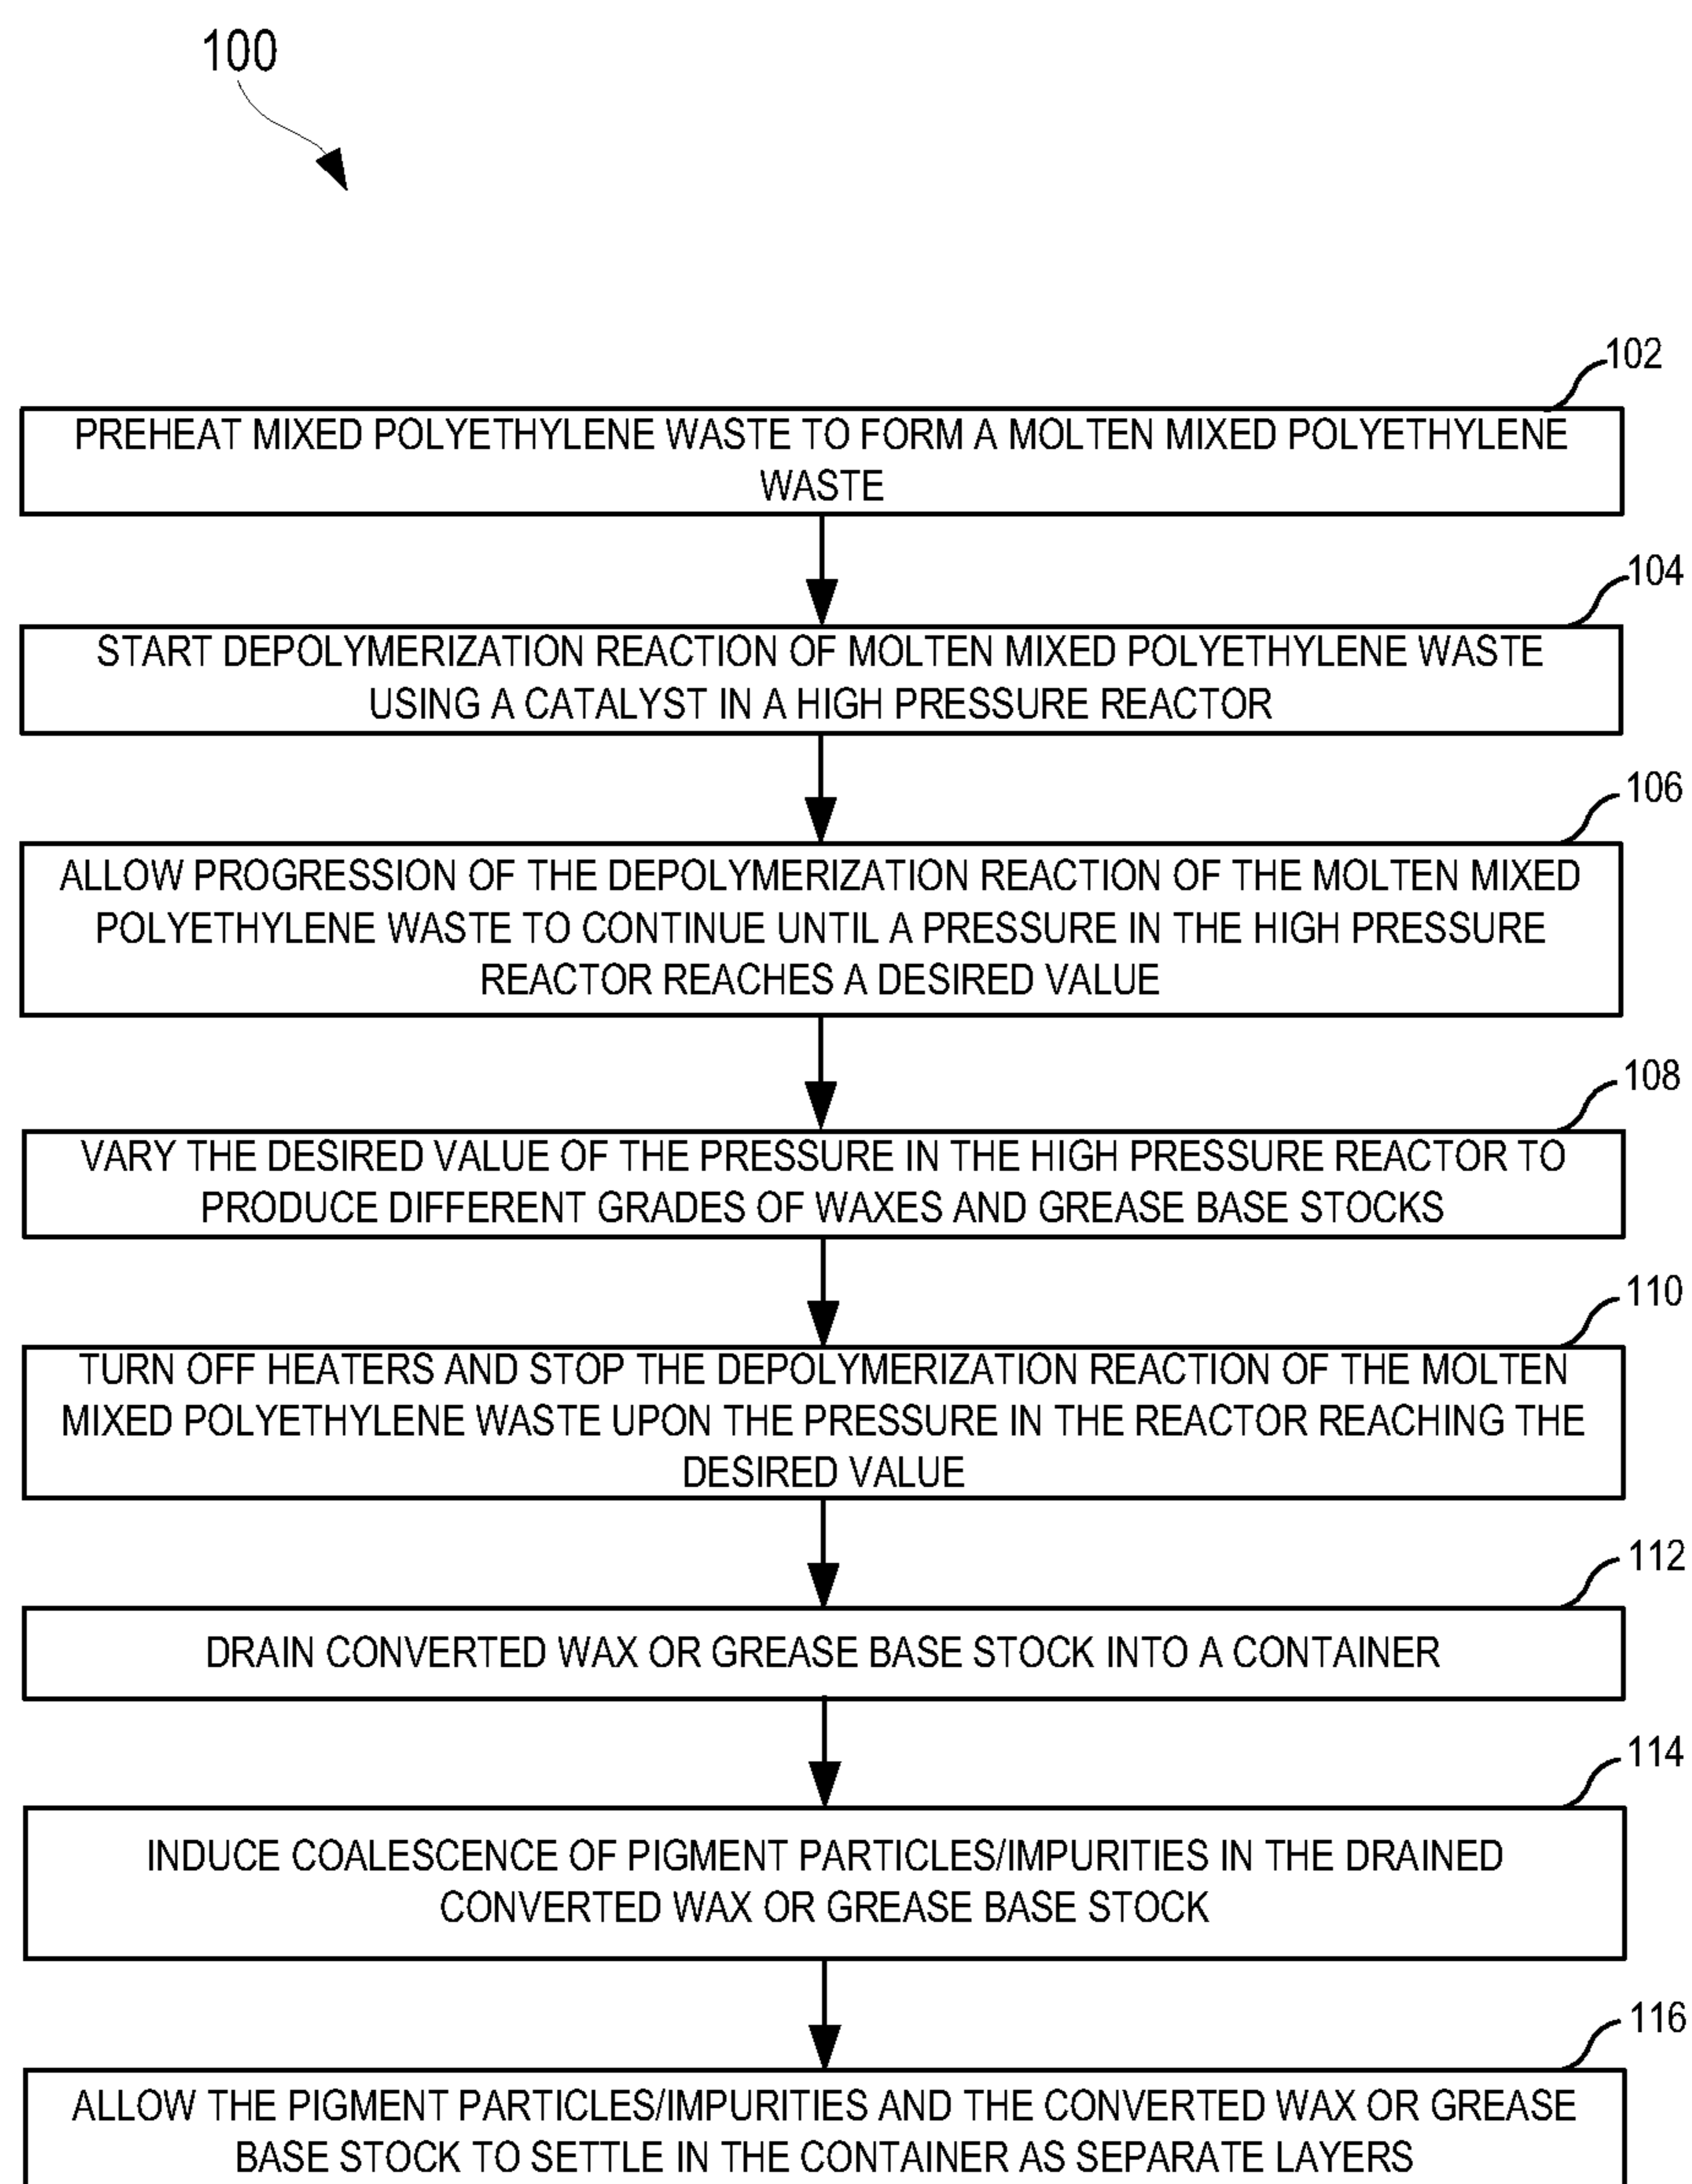 100
102
PREHEAT MIXED POLYETHYLENE WASTE TO FORM A MOLTEN MIXED POLYETHYLENE
WASTE
104
START DEPOLYMERIZATION REACTION OF MOLTEN MIXED POLYETHYLENE WASTE
USING A CATALYST IN A HIGH PRESSURE REACTOR
106
ALLOW PROGRESSION OF THE DEPOLYMERIZATION REACTION OF THE MOLTEN MIXED
POLYETHYLENE WASTE TO CONTINUE UNTIL A PRESSURE IN THE HIGH PRESSURE
REACTOR REACHES A DESIRED VALUE
108
VARY THE DESIRED VALUE OF THE PRESSURE IN THE HIGH PRESSURE REACTOR TO
PRODUCE DIFFERENT GRADES OF WAXES AND GREASE BASE STOCKS
110
TURN OFF HEATERS AND STOP THE DEPOLYMERIZATION REACTION OF THE MOLTEN
MIXED POLYETHYLENE WASTE UPON THE PRESSURE IN THE REACTOR REACHING THE
DESIRED VALUE
112
DRAIN CONVERTED WAX OR GREASE BASE STOCK INTO A CONTAINER
114
INDUCE COALESCENCE OF PIGMENT PARTICLES/IMPURITIES IN THE DRAINED
CONVERTED WAX OR GREASE BASE STOCK
116
ALLOW THE PIGMENT PARTICLES/IMPURITIES AND THE CONVERTED WAX OR GREASE
BASE STOCK TO SETTLE IN THE CONTAINER AS SEPARATE LAYERS